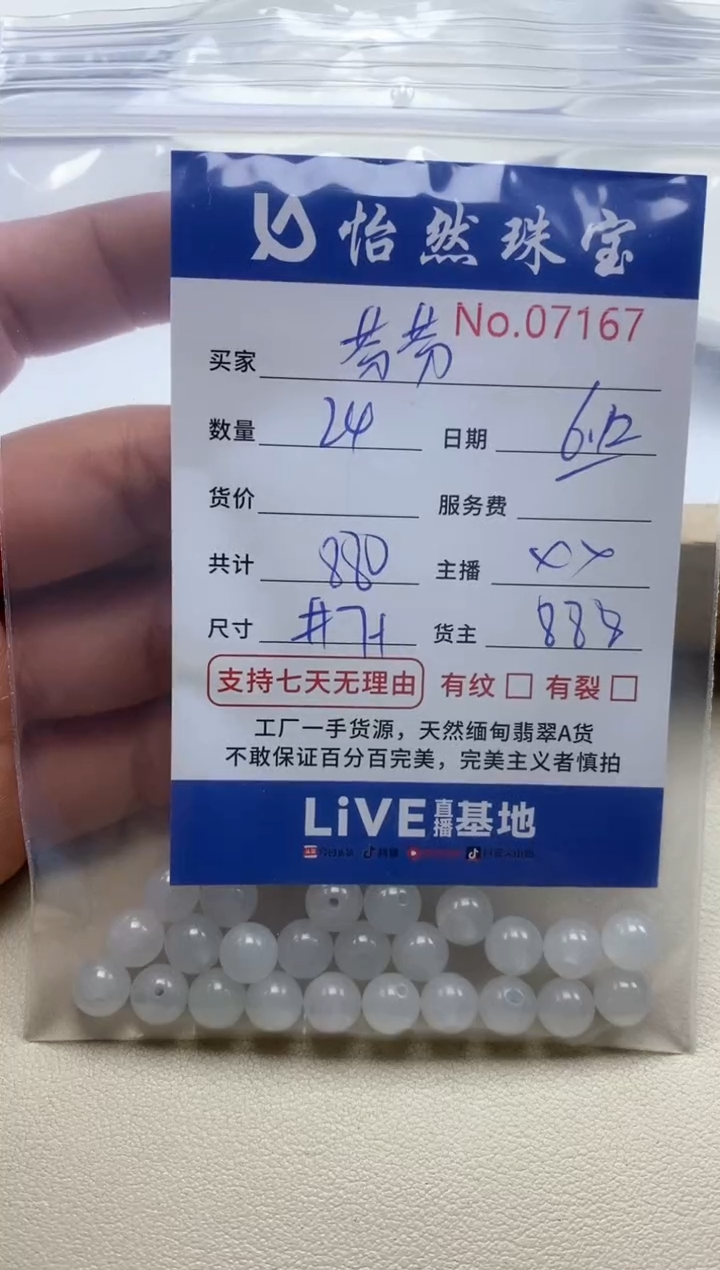 怡然珠宝
No.07167
买家 芳芳
数量 24 日期 6.12
货价 服务费
共计 880 主播 XY
尺寸 货主 888
支持七天无理由 有纹 □ 有裂 □
工厂一手货源，天然缅甸翡翠A货
不敢保证百分百完美，完美主义者慎拍
LiVE直播基地